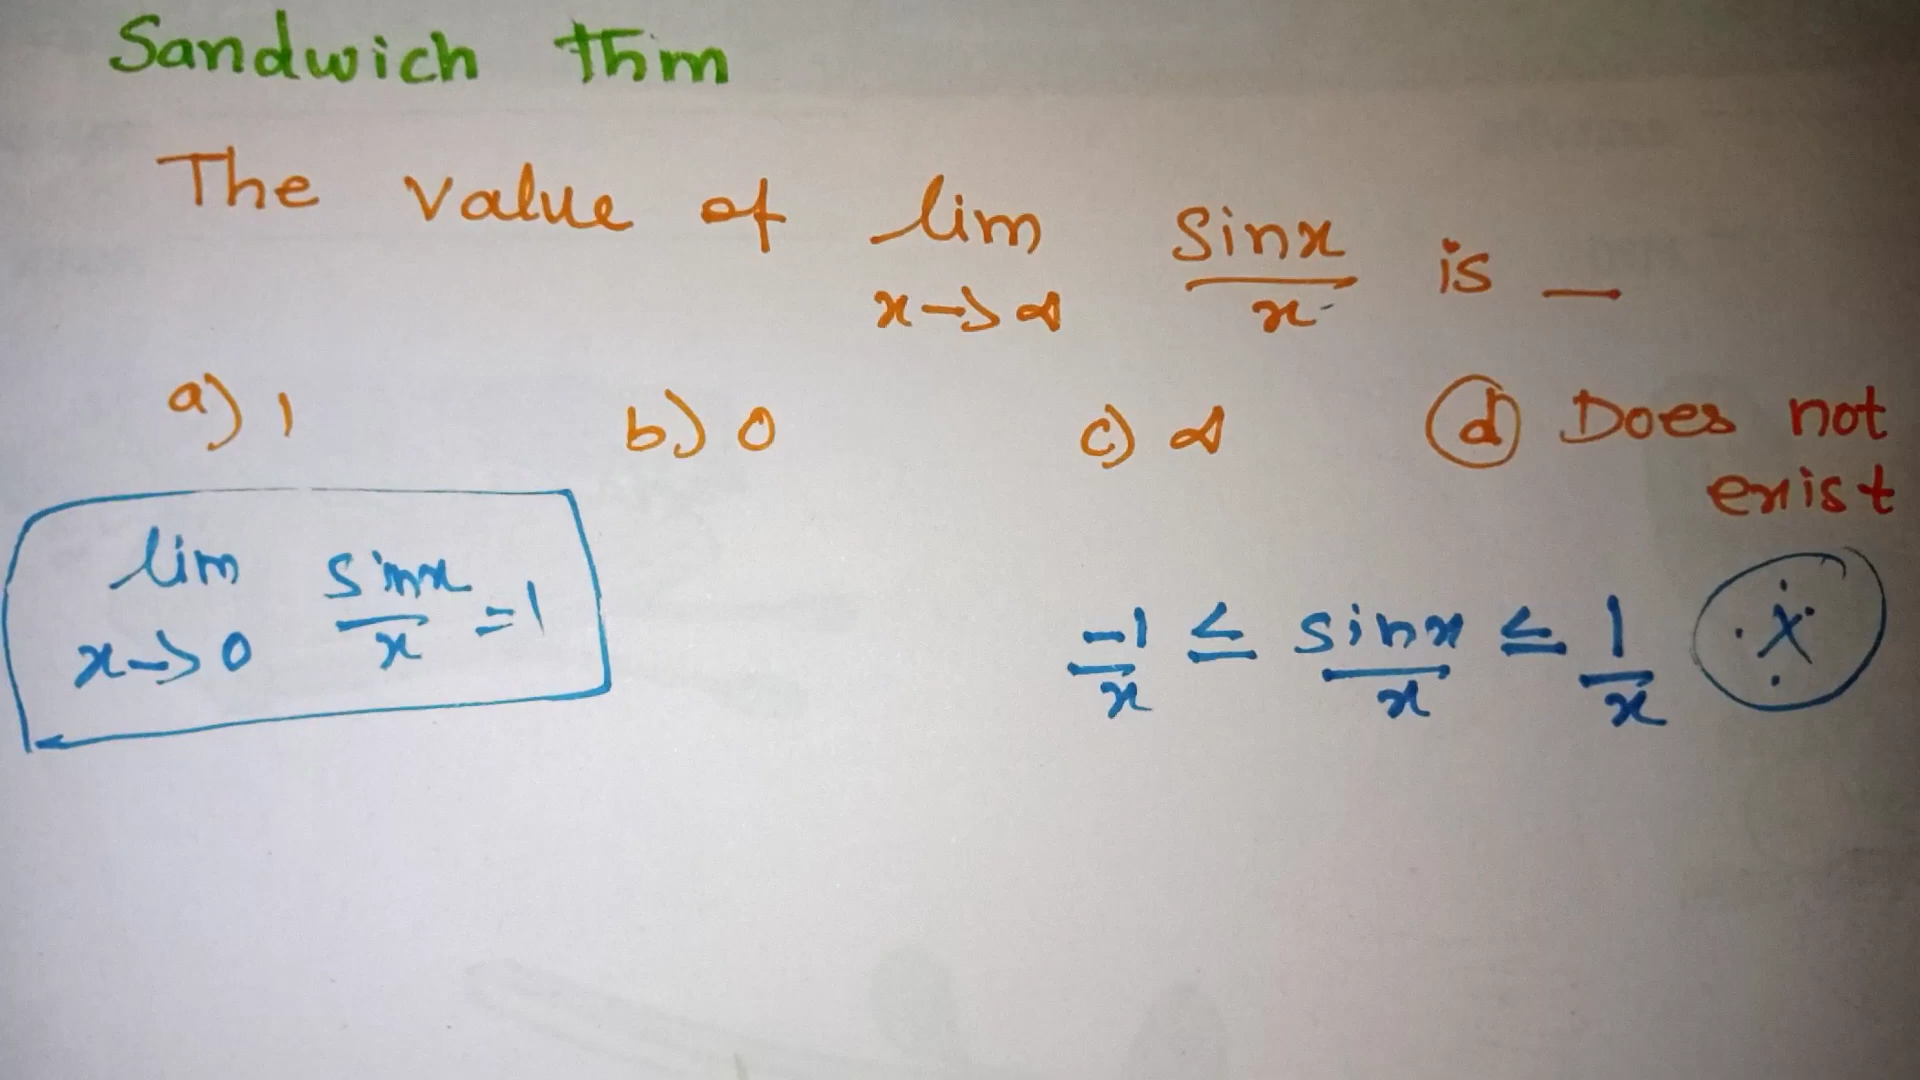 Sandwich thm
The value of lim x→∞ sinx/x is _
a) 1 b) 0 c) ∞ d) Does not exist
lim x→0 sinx/x = 1
-1/x ≤ sinx/x ≤ 1/x